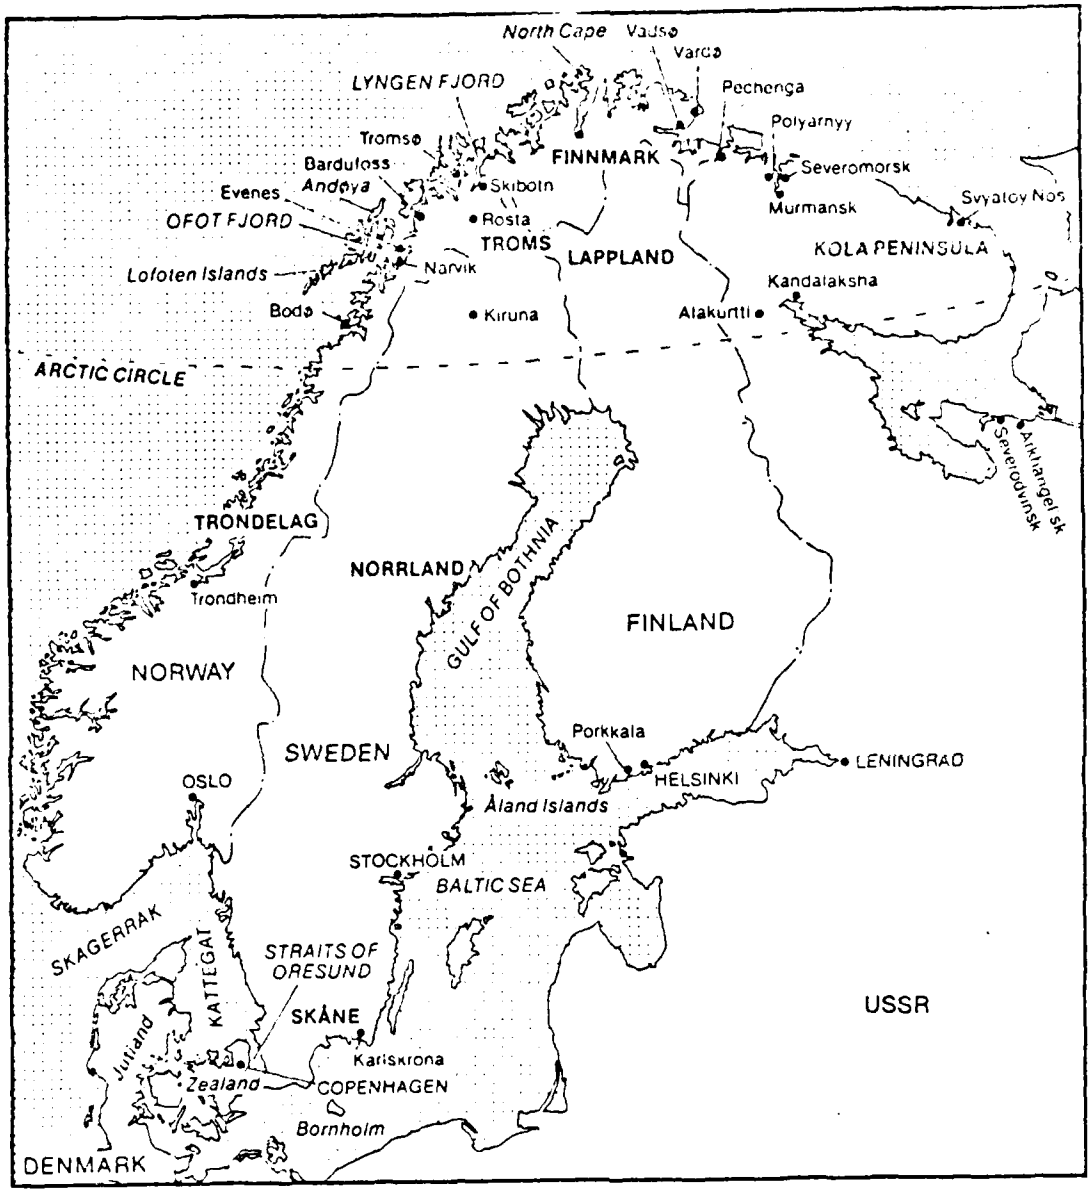 North Cape
Vadsø
Vardø
LYNGEN FJORD
Pechenga
Polyarnyy
Tromsø
FINNMARK
Bardufoss
Severomorsk
Andøya
Skibotn
Evenes
Murmansk
Svyatoy Nos
OFOT FJORD
Rosta
TROMS
LAPPLAND
KOLA PENINSULA
Lofoten Islands
Narvik
Kandalaksha
Bodø
Kiruna
Alakurtti
ARCTIC CIRCLE
Severodvinsk
Arkhangel sk
TRONDELAG
NORRLAND
GULF OF BOTHNIA
Trondheim
FINLAND
NORWAY
Porkkala
SWEDEN
LENINGRAD
HELSINKI
OSLO
Åland Islands
STOCKHOLM
BALTIC SEA
SKAGERRAK
KATTEGAT
STRAITS OF
ORESUND
USSR
SKÅNE
Jutland
Karlskrona
Zealand
COPENHAGEN
Bornholm
DENMARK